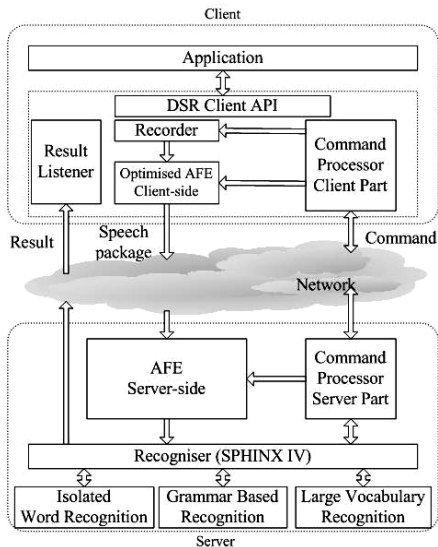 Client
Application
DSR Client API
Recorder
Result
Listener
Optimised AFE
Client-side
Command
Processor
Client Part
Result
Speech
package
Command
Network
AFE
Server-side
Command
Processor
Server Part
Recogniser (SPHINX IV)
Isolated
Word Recognition
Grammar Based
Recognition
Large Vocabulary
Recognition
Server